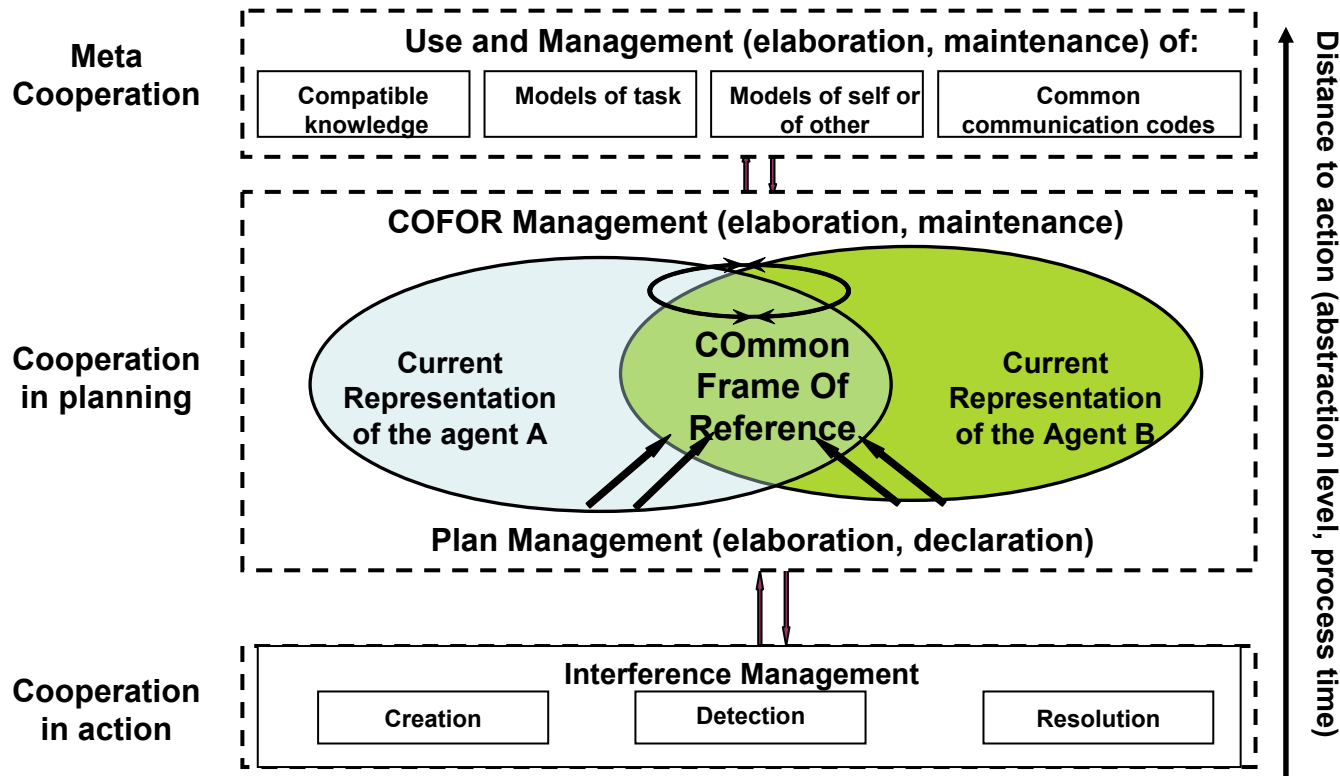 Meta
Cooperation
Use and Management (elaboration, maintenance) of:
Compatible
knowledge
Models of task
Models of self or
of other
Common
communication codes
Cooperation
in planning
COFOR Management (elaboration, maintenance)
Current
Representation
of the agent A
COmmon
Frame Of
Reference
Current
Representation
of the Agent B
Plan Management (elaboration, declaration)
Cooperation
in action
Interference Management
Creation
Detection
Resolution
Distance to action (abstraction level, process time)